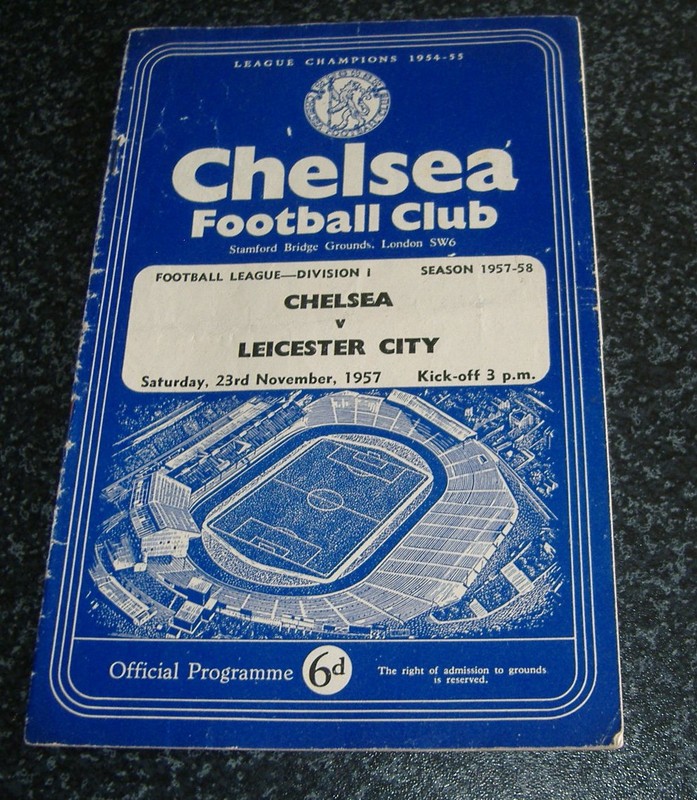 LEAGUE CHAMPIONS 1954-55
Chelsea
Football Club
Stamford Bridge Grounds, London SW6
FOOTBALL LEAGUE—DIVISION I SEASON 1957-58
CHELSEA
v
LEICESTER CITY
Saturday, 23rd November, 1957 Kick-off 3 p.m.
Official Programme 6d The right of admission to grounds
is reserved.